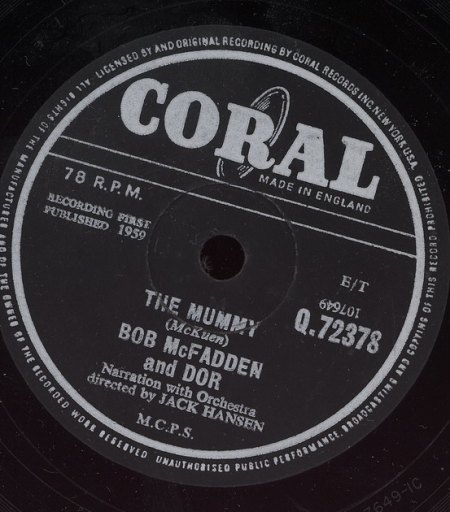 LICENSED BY AND ORIGINAL RECORDING BY CORAL RECORDS INC. NEW YORK U.S.A.
CORAL
MADE IN ENGLAND
78 R.P.M.
RECORDING FIRST
PUBLISHED 1959
E/T
107649
THE MUMMY
(McKuen)
Q.72378
BOB McFADDEN
and DOR
Narration with Orchestra
directed by JACK HANSEN
M.C.P.S.
ALL RIGHTS OF THE MANUFACTURER AND OF THE OWNER OF THE RECORDED WORK RESERVED. UNAUTHORISED PUBLIC PERFORMANCE, BROADCASTING AND COPYING OF THIS RECORD PROHIBITED
7649-1C